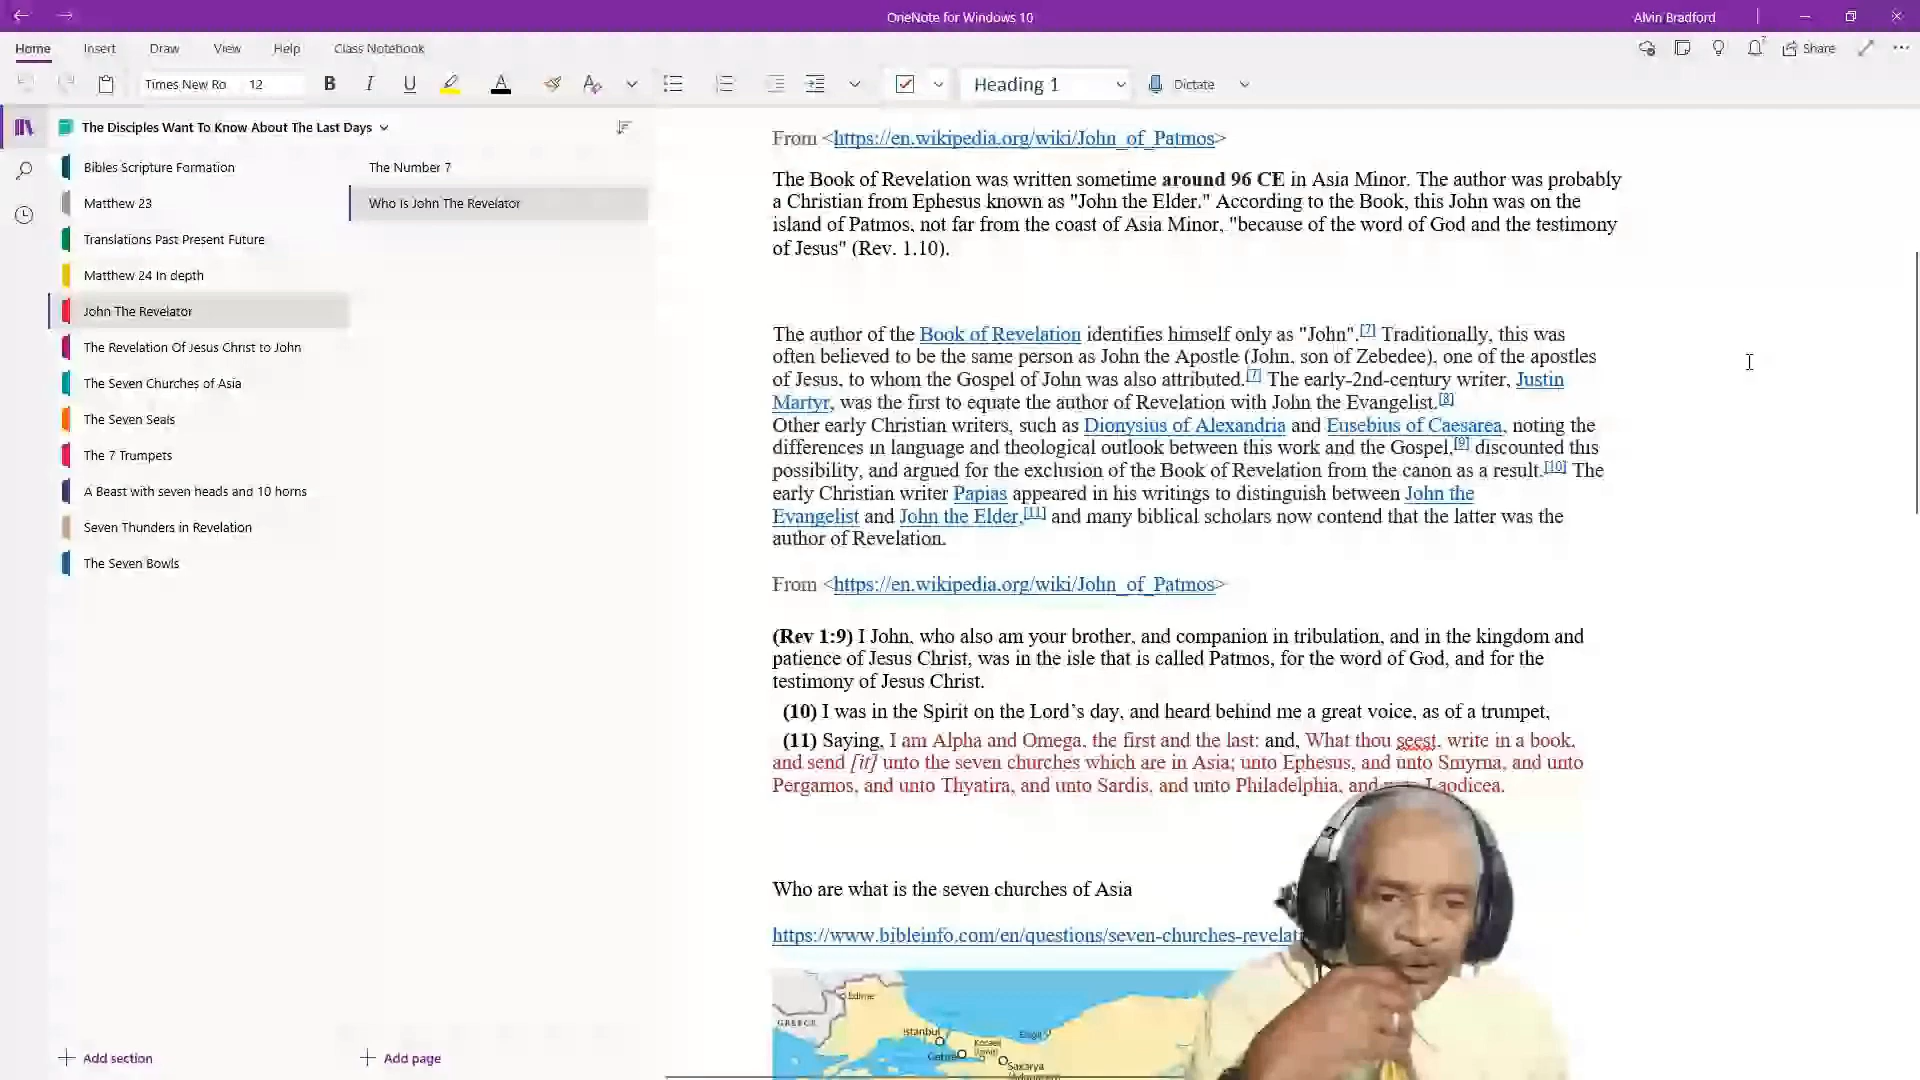 OneNote for Windows 10
Alvin Bradford
Home Insert Draw View Help Class Notebook
Share
Times New Ro 12
B I U A
Heading 1
Dictate
The Disciples Want To Know About The Last Days
Bibles Scripture Formation
Matthew 23
Translations Past Present Future
Matthew 24 In depth
John The Revelator
The Revelation Of Jesus Christ to John
The Seven Churches of Asia
The Seven Seals
The 7 Trumpets
A Beast with seven heads and 10 horns
Seven Thunders in Revelation
The Seven Bowls
Add section
The Number 7
Who Is John The Revelator
Add page
From <https://en.wikipedia.org/wiki/John_of_Patmos>
The Book of Revelation was written sometime around 96 CE in Asia Minor. The author was probably
a Christian from Ephesus known as "John the Elder." According to the Book, this John was on the
island of Patmos, not far from the coast of Asia Minor, "because of the word of God and the testimony
of Jesus" (Rev. 1.10).
The author of the Book of Revelation identifies himself only as "John".[7] Traditionally, this was
often believed to be the same person as John the Apostle (John, son of Zebedee), one of the apostles
of Jesus, to whom the Gospel of John was also attributed.[7] The early-2nd-century writer, Justin
Martyr, was the first to equate the author of Revelation with John the Evangelist.[8]
Other early Christian writers, such as Dionysius of Alexandria and Eusebius of Caesarea, noting the
differences in language and theological outlook between this work and the Gospel,[9] discounted this
possibility, and argued for the exclusion of the Book of Revelation from the canon as a result.[10] The
early Christian writer Papias appeared in his writings to distinguish between John the
Evangelist and John the Elder,[11] and many biblical scholars now contend that the latter was the
author of Revelation.
From <https://en.wikipedia.org/wiki/John_of_Patmos>
(Rev 1:9) I John, who also am your brother, and companion in tribulation, and in the kingdom and
patience of Jesus Christ, was in the isle that is called Patmos, for the word of God, and for the
testimony of Jesus Christ.
(10) I was in the Spirit on the Lord's day, and heard behind me a great voice, as of a trumpet,
(11) Saying, I am Alpha and Omega, the first and the last: and, What thou seest, write in a book,
and send [it] unto the seven churches which are in Asia; unto Ephesus, and unto Smyrna, and unto
Pergamos, and unto Thyatira, and unto Sardis, and unto Philadelphia, and Laodicea.
Who are what is the seven churches of Asia
https://www.bibleinfo.com/en/questions/seven-churches-revelati
Edirne
GREECE
Istanbul
Gebze
Kocaeli
(Izmit)
Sakarya